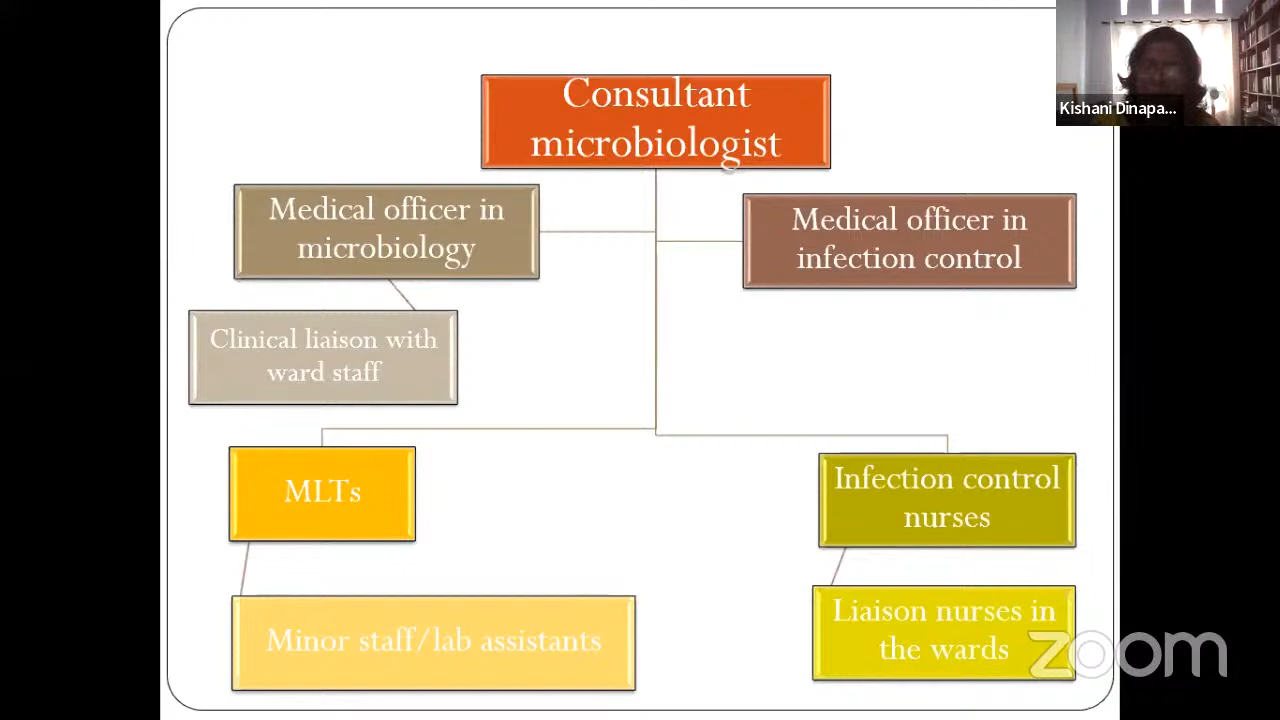 Consultant
microbiologist
Kishani Dinapa...
Medical officer in
microbiology
Medical officer in
infection control
Clinical liaison with
ward staff
MLTs
Infection control
nurses
Minor staff/lab assistants
Liaison nurses in
the wards
zoom